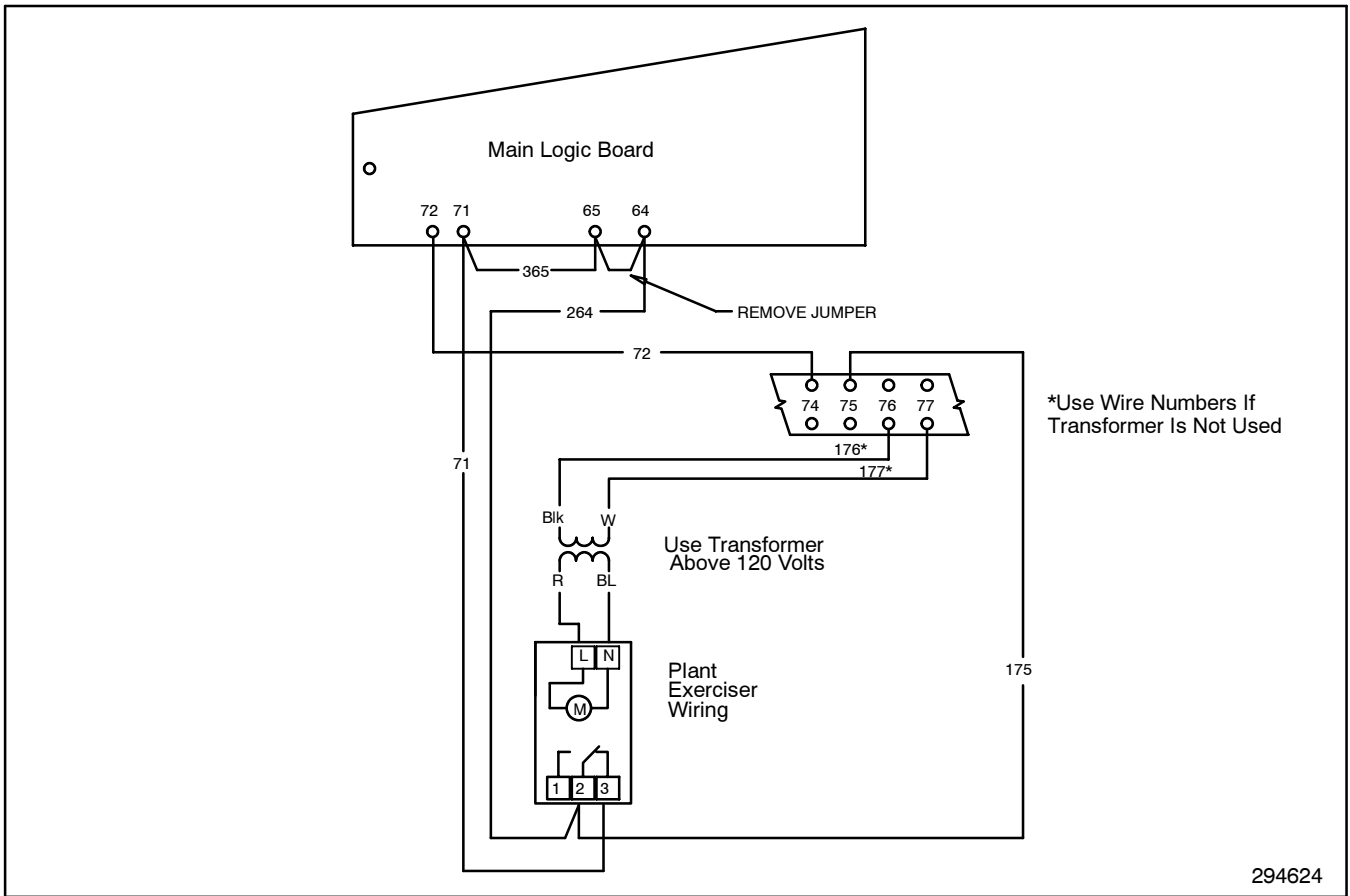 Main Logic Board
72 71 65 64
365
REMOVE JUMPER
264
72
74 75 76 77
*Use Wire Numbers If
Transformer Is Not Used
176*
177*
71
Blk W
Use Transformer
Above 120 Volts
R BL
L N
Plant
Exerciser
Wiring
175
M
1 2 3
294624